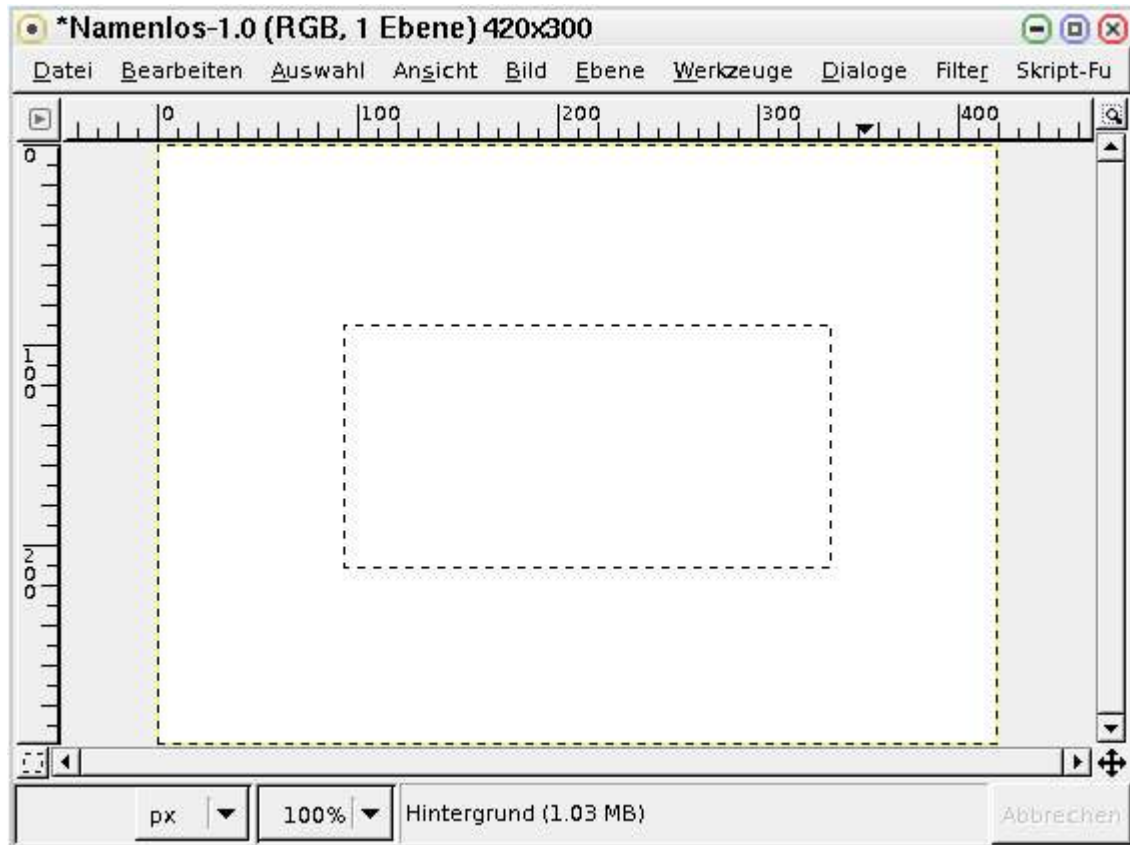 *Namenlos-1.0 (RGB, 1 Ebene) 420x300
Datei Bearbeiten Auswahl Ansicht Bild Ebene Werkzeuge Dialoge Filter Skript-Fu
0 100 200 300 400
0
100
200
px 100% Hintergrund (1.03 MB) Abbrechen